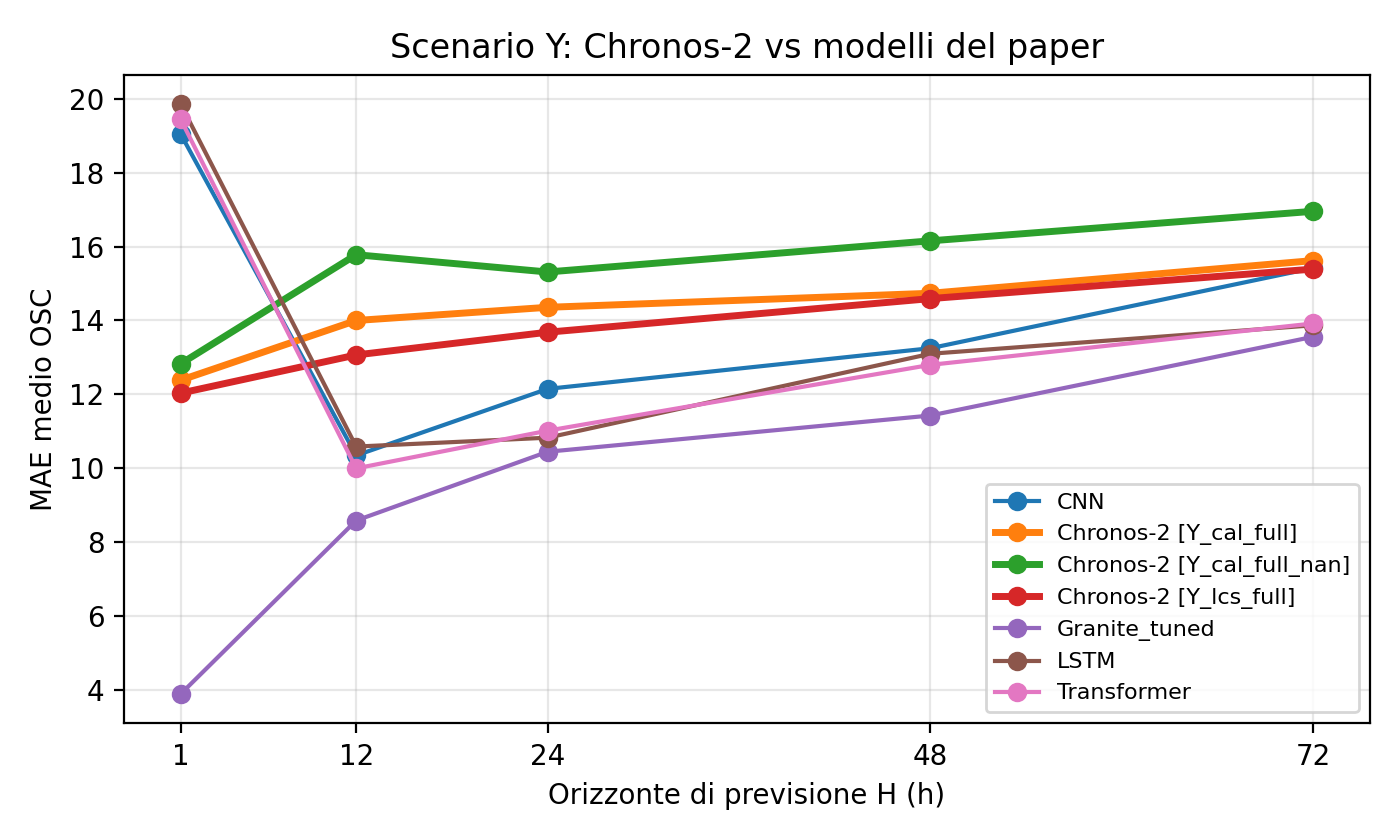 Scenario Y: Chronos-2 vs modelli del paper
MAE medio OSC
20
18
16
14
12
10
8
6
4
CNN
Chronos-2 [Y_cal_full]
Chronos-2 [Y_cal_full_nan]
Chronos-2 [Y_lcs_full]
Granite_tuned
LSTM
Transformer
1 12 24 48 72
Orizzonte di previsione H (h)